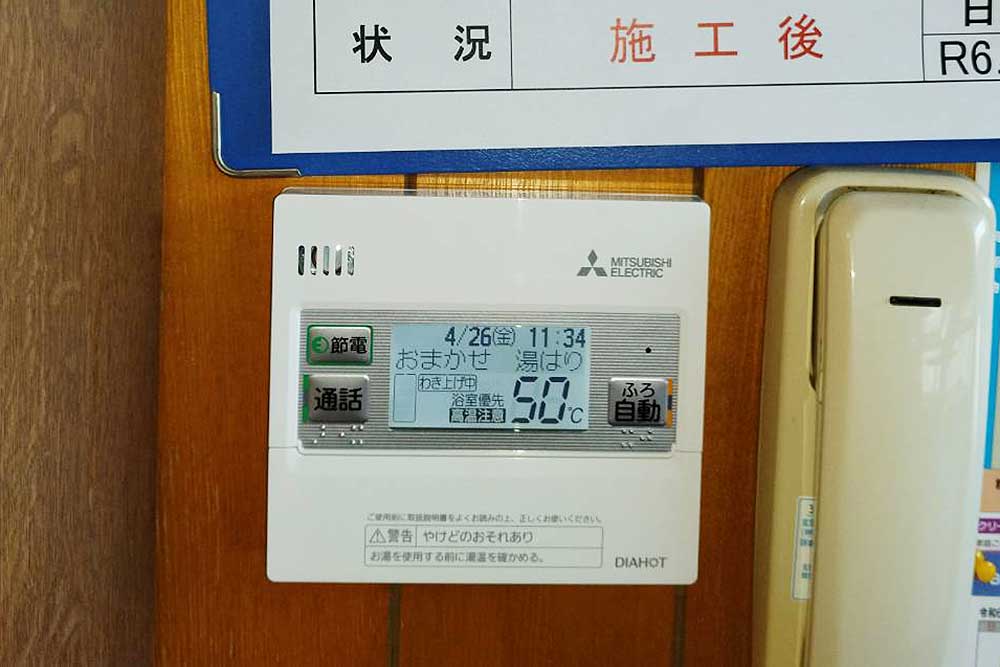 状況 施工後 日
R6.
MITSUBISHI
ELECTRIC
節電
4/26(金) 11:34
おまかせ 湯はり
わき上げ中
通話
浴室優先
高温注意
50℃
ふろ
自動
ご使用前に取扱説明書をよくお読みの上、正しくお使いください。
警告 やけどのおそれあり
お湯を使用する前に湯温を確かめる。
DIAHOT
クリー